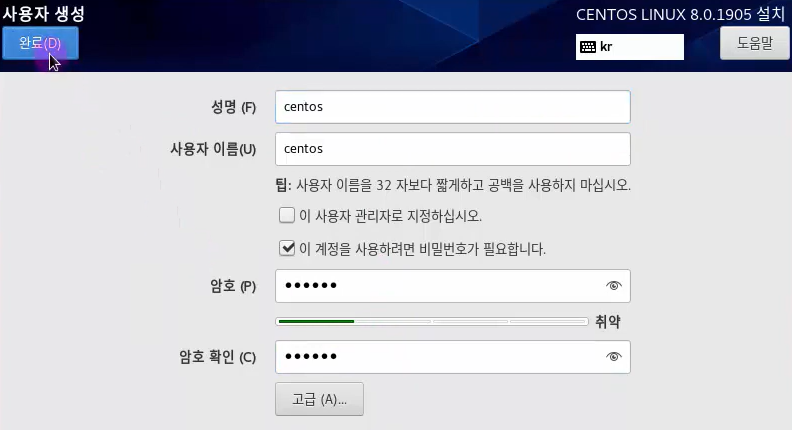 사용자 생성
CENTOS LINUX 8.0.1905 설치
완료(D)
kr
도움말
성명 (F)
centos
사용자 이름(U)
centos
팁: 사용자 이름을 32 자보다 짧게하고 공백을 사용하지 마십시오.
이 사용자 관리자로 지정하십시오.
이 계정을 사용하려면 비밀번호가 필요합니다.
암호 (P)
●●●●●●
취약
암호 확인 (C)
●●●●●●
고급 (A)...